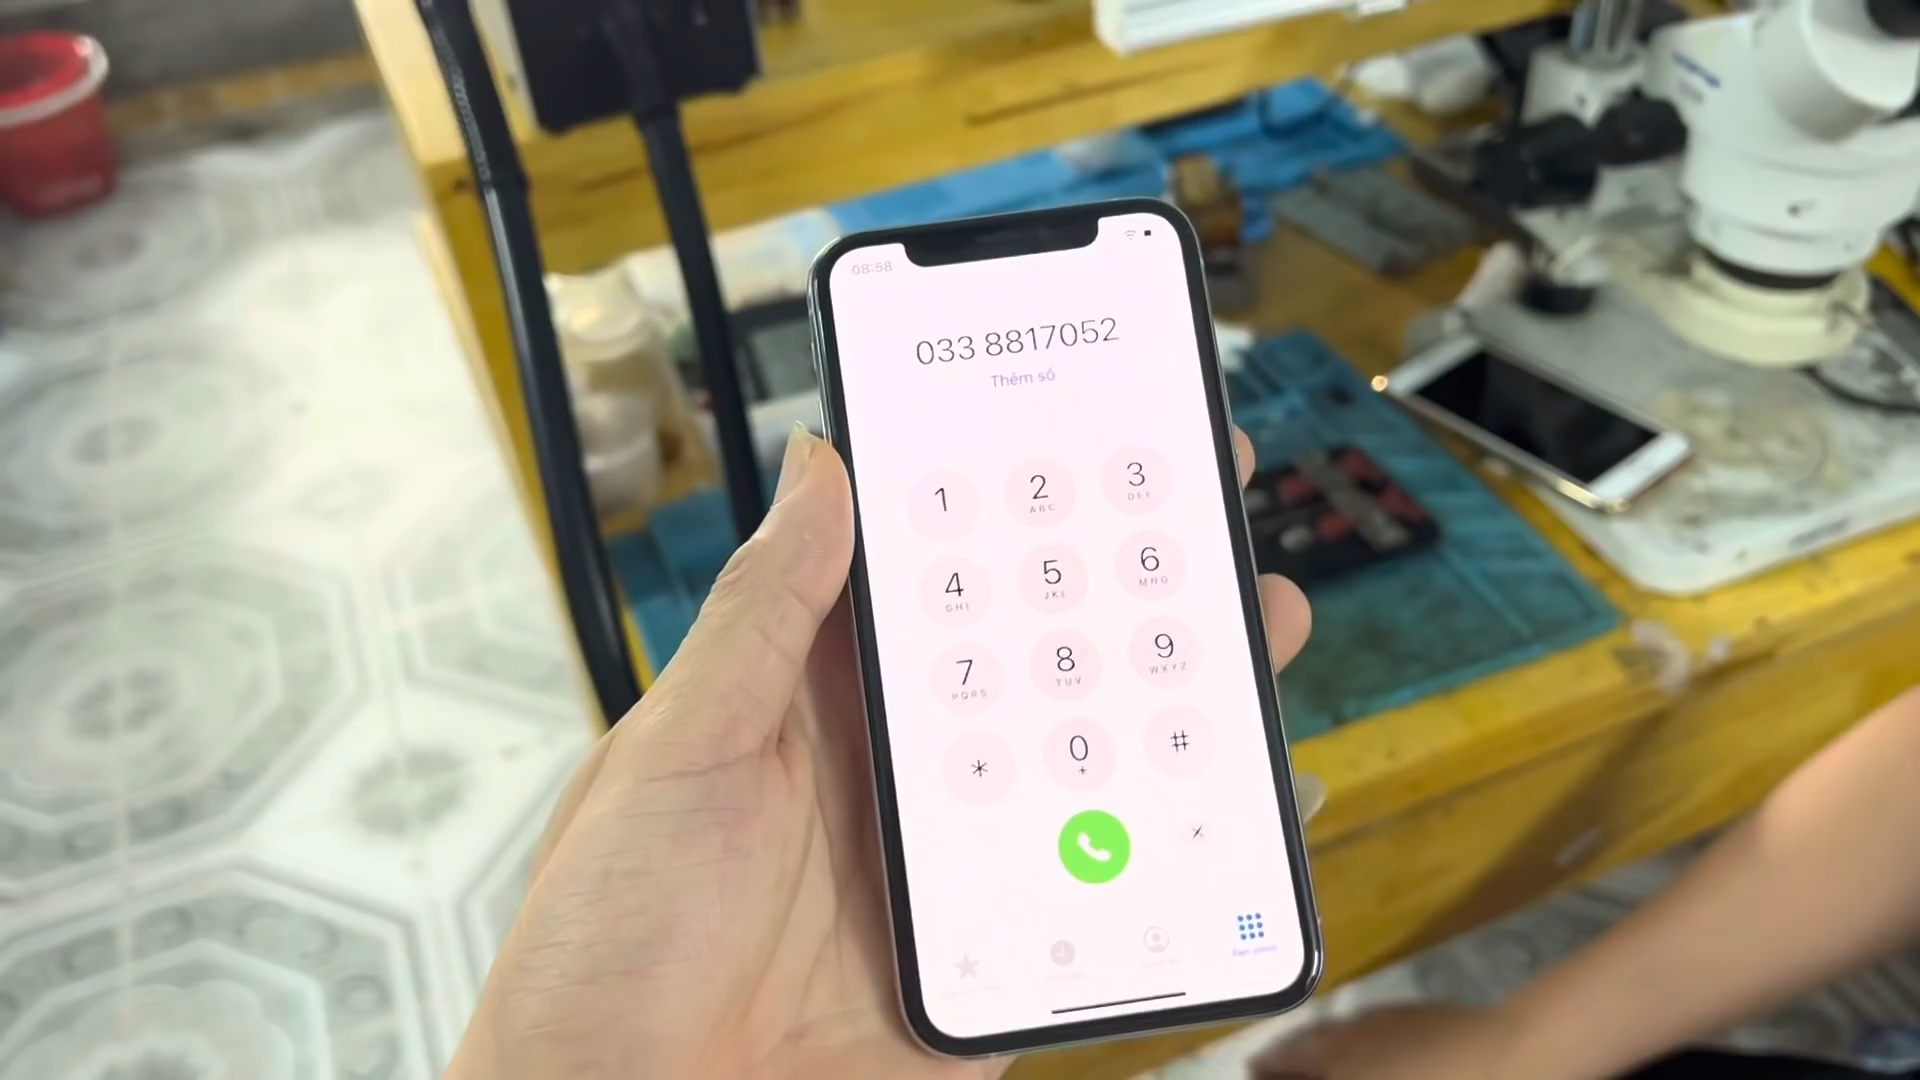 08:58
033 8817052
Thêm số
1
2
ABC
3
DEF
4
GHI
5
JKL
6
MNO
7
PQRS
8
TUV
9
WXYZ
*
0
+
#